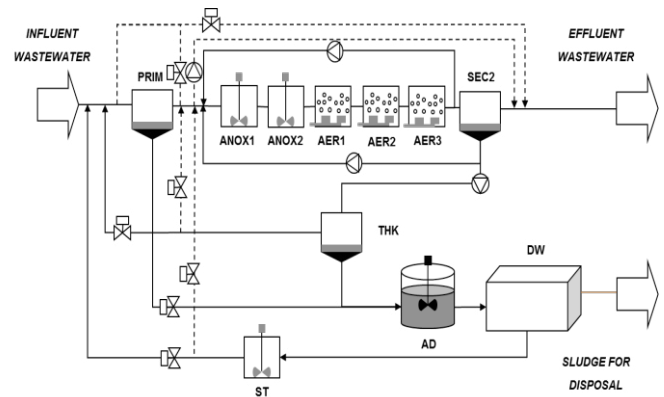 INFLUENT
WASTEWATER
EFFLUENT
WASTEWATER
PRIM
SEC2
ANOX1
ANOX2
AER1
AER2
AER3
THK
DW
AD
ST
SLUDGE FOR
DISPOSAL